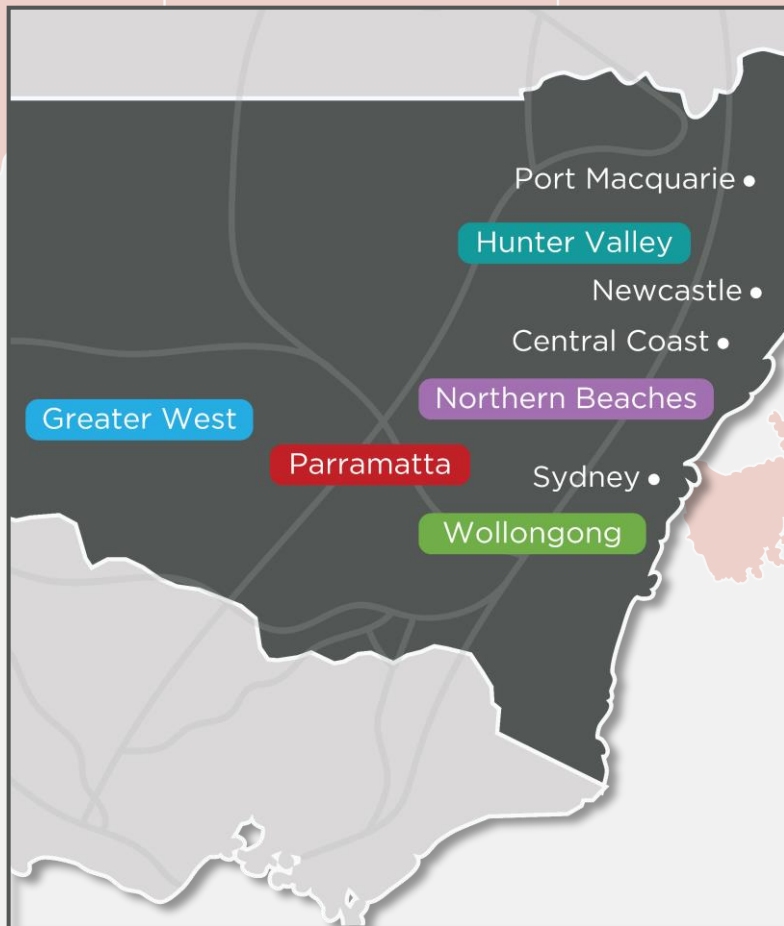 Port Macquarie
Hunter Valley
Newcastle
Central Coast
Northern Beaches
Greater West
Parramatta
Sydney
Wollongong